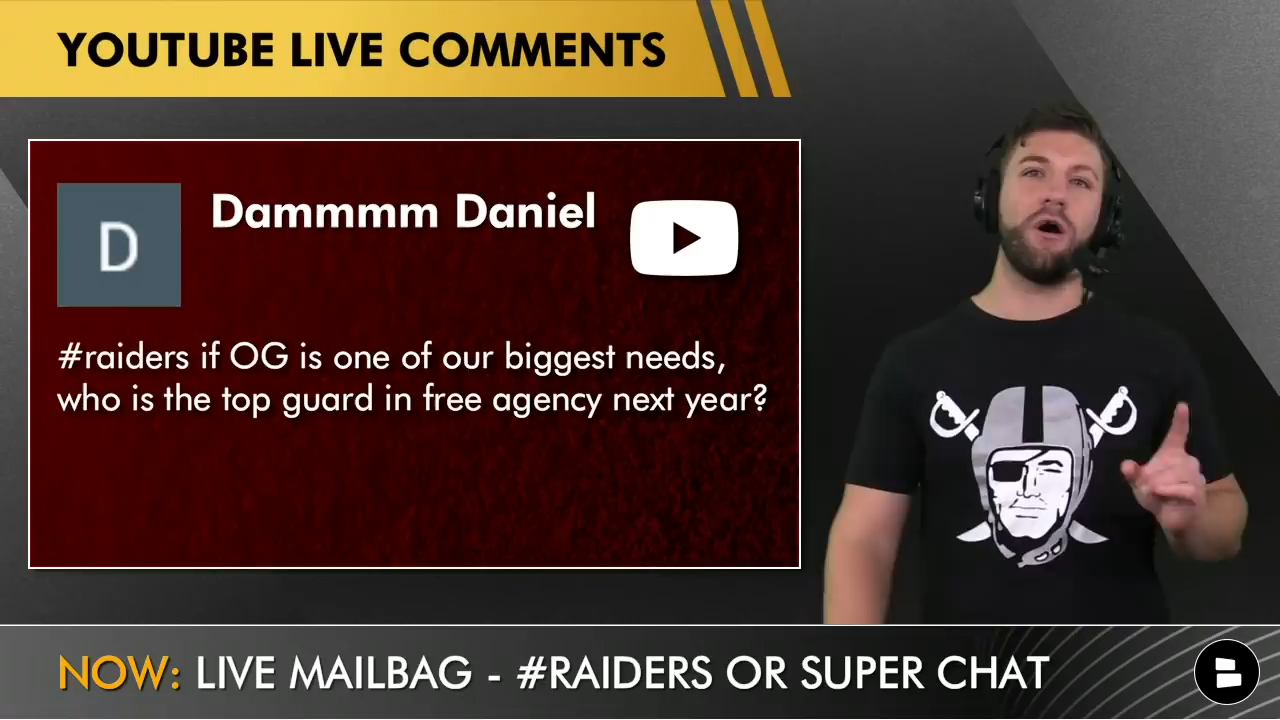 YOUTUBE LIVE COMMENTS
D
Dammmm Daniel
#raiders if OG is one of our biggest needs,
who is the top guard in free agency next year?
NOW: LIVE MAILBAG - #RAIDERS OR SUPER CHAT